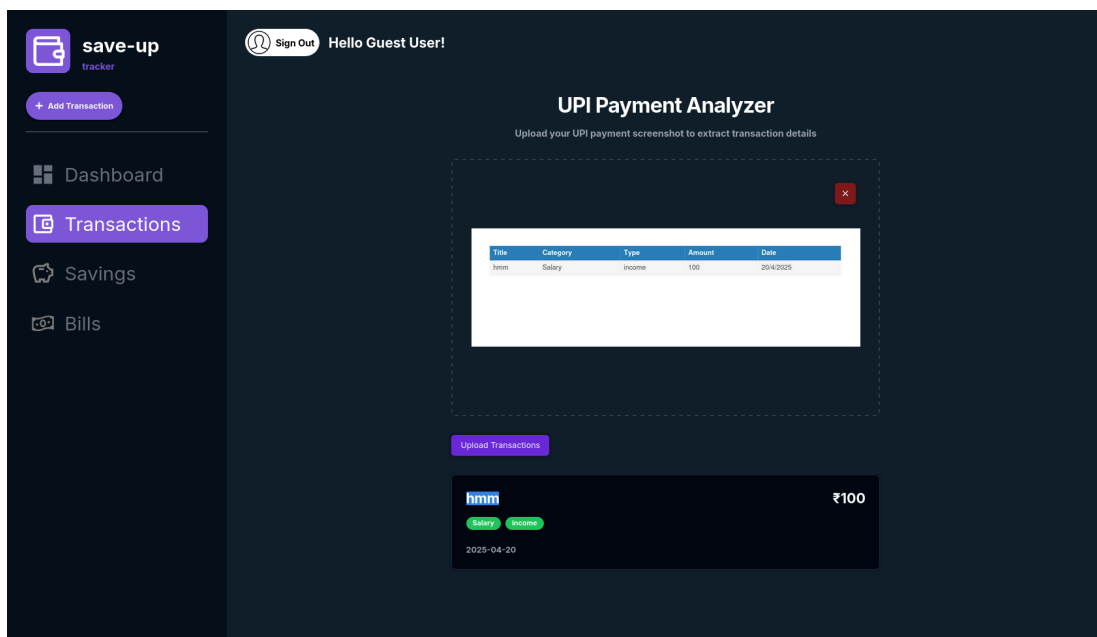 save-up
tracker
+ Add Transaction
Dashboard
Transactions
Savings
Bills
Sign Out Hello Guest User!
UPI Payment Analyzer
Upload your UPI payment screenshot to extract transaction details
×
Title Category Type Amount Date
hmm Salary income 100 20/4/2025
Upload Transactions
hmm ₹100
Salary income
2025-04-20